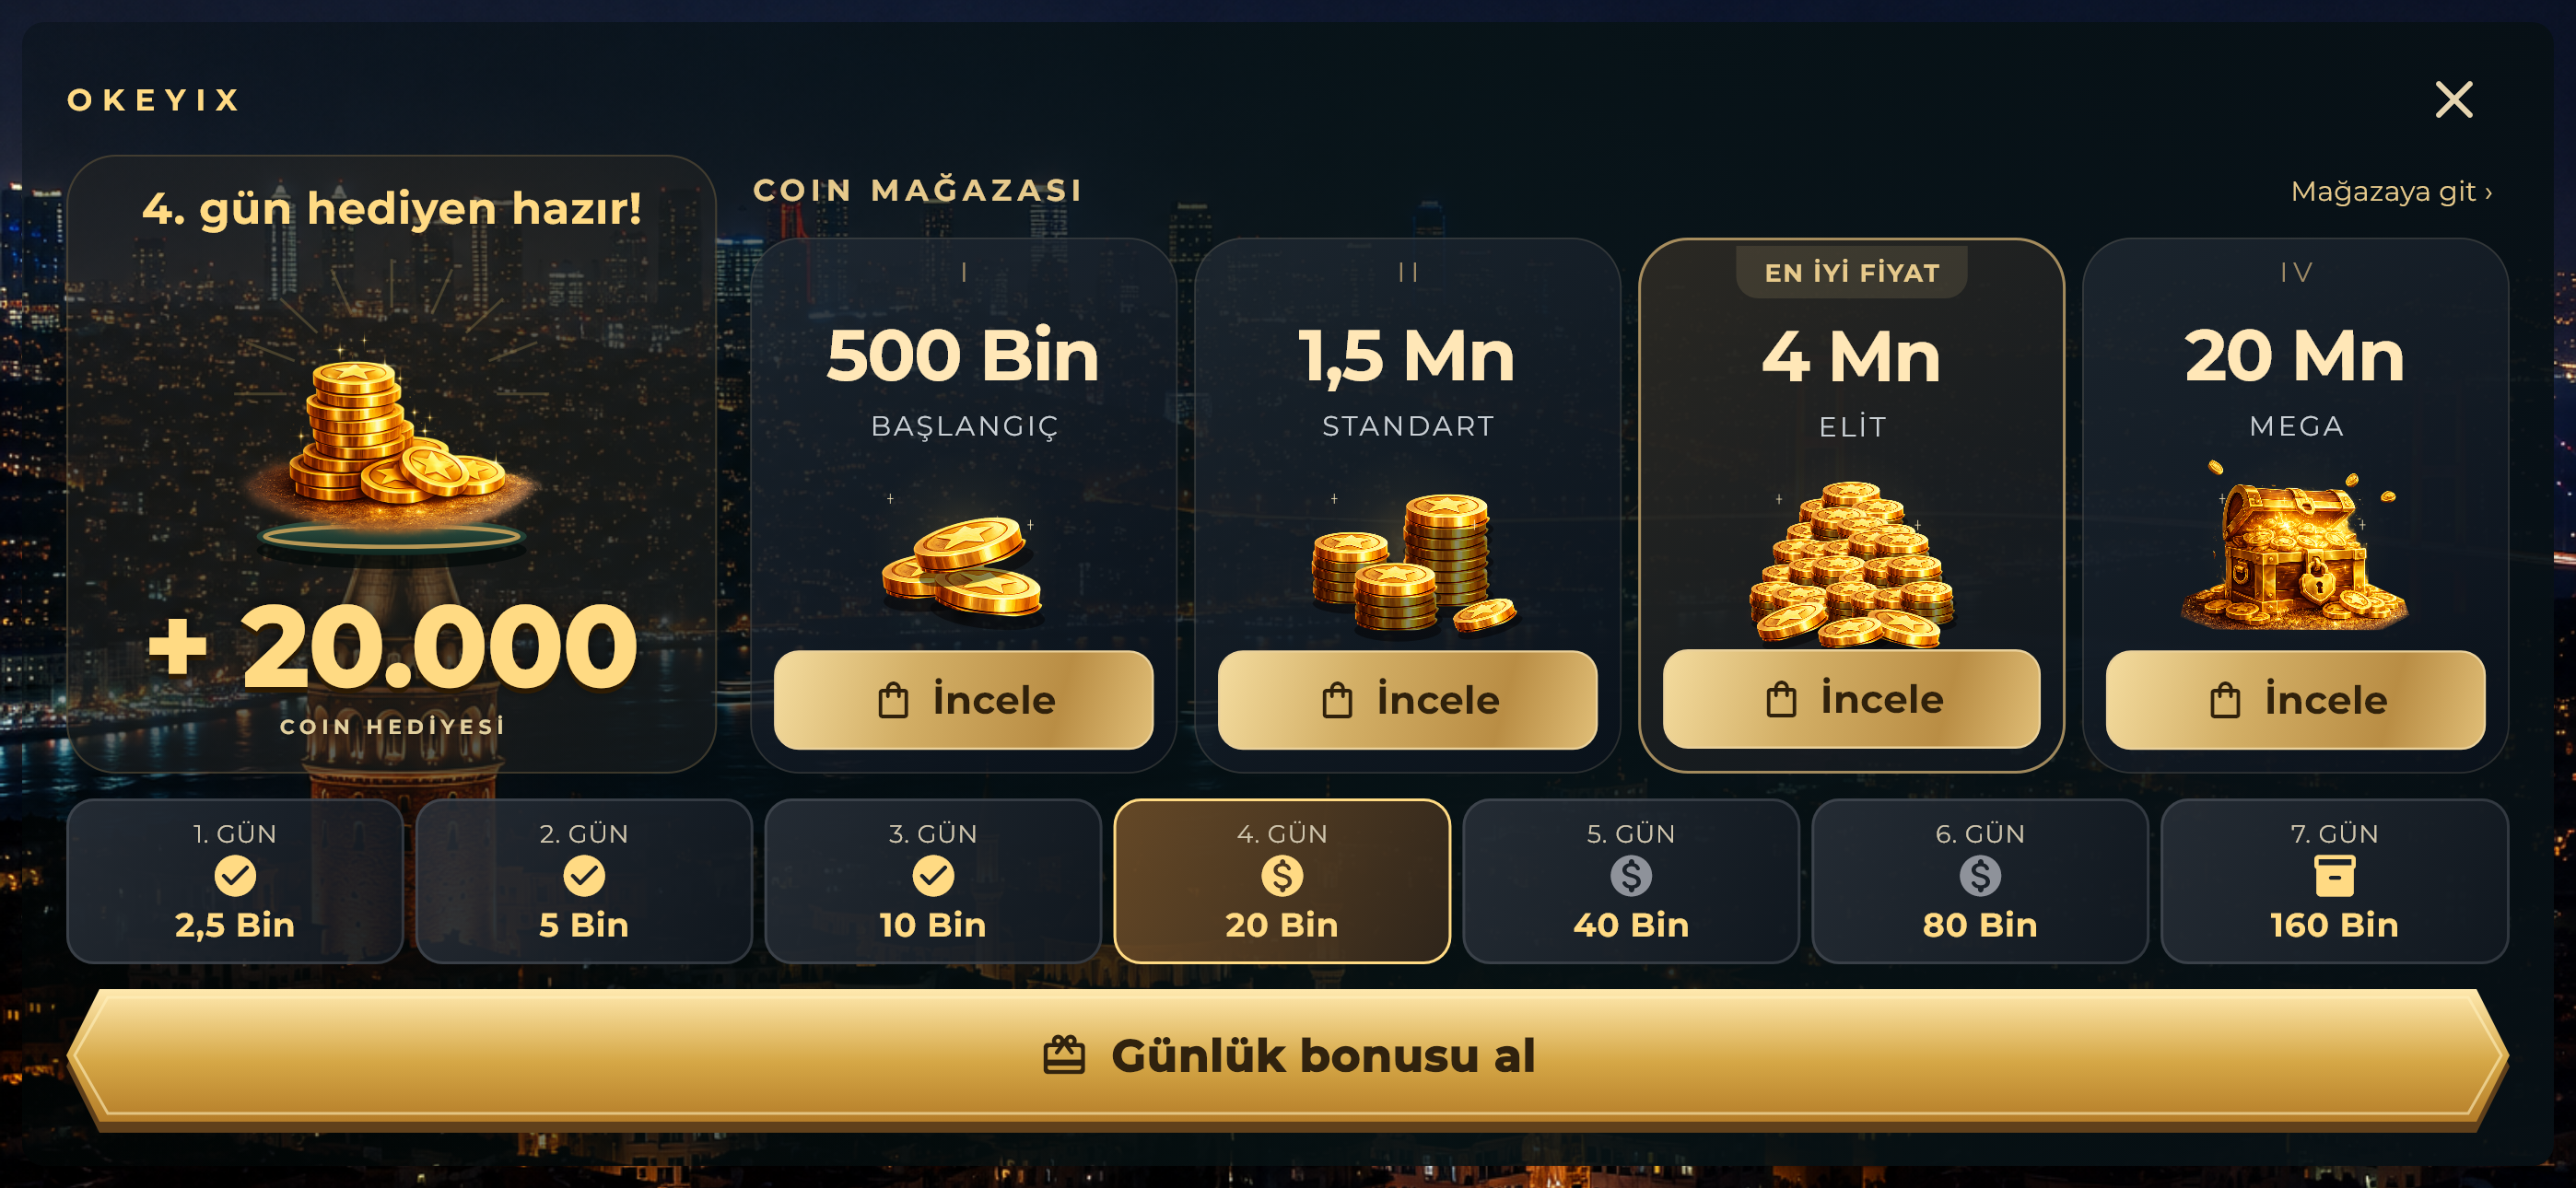 OKEYIX
4. gün hediyen hazır!
+ 20.000
COIN HEDİYESİ
COIN MAĞAZASI
Mağazaya git ›
I
500 Bin
BAŞLANGIÇ
İncele
II
1,5 Mn
STANDART
İncele
EN İYİ FİYAT
4 Mn
ELİT
İncele
IV
20 Mn
MEGA
İncele
1. GÜN
2,5 Bin
2. GÜN
5 Bin
3. GÜN
10 Bin
4. GÜN
20 Bin
5. GÜN
40 Bin
6. GÜN
80 Bin
7. GÜN
160 Bin
Günlük bonusu al